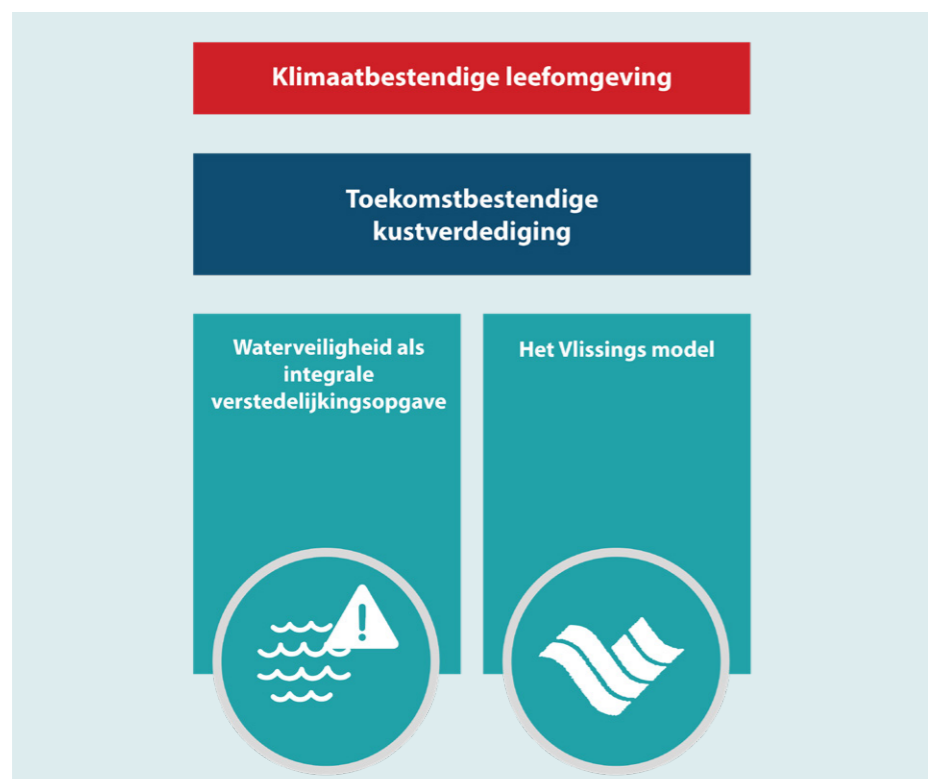 Klimaatbestendige leefomgeving
Toekomstbestendige
kustverdediging
Waterveiligheid als
integrale
verstedelijkingsopgave
Het Vlissings model